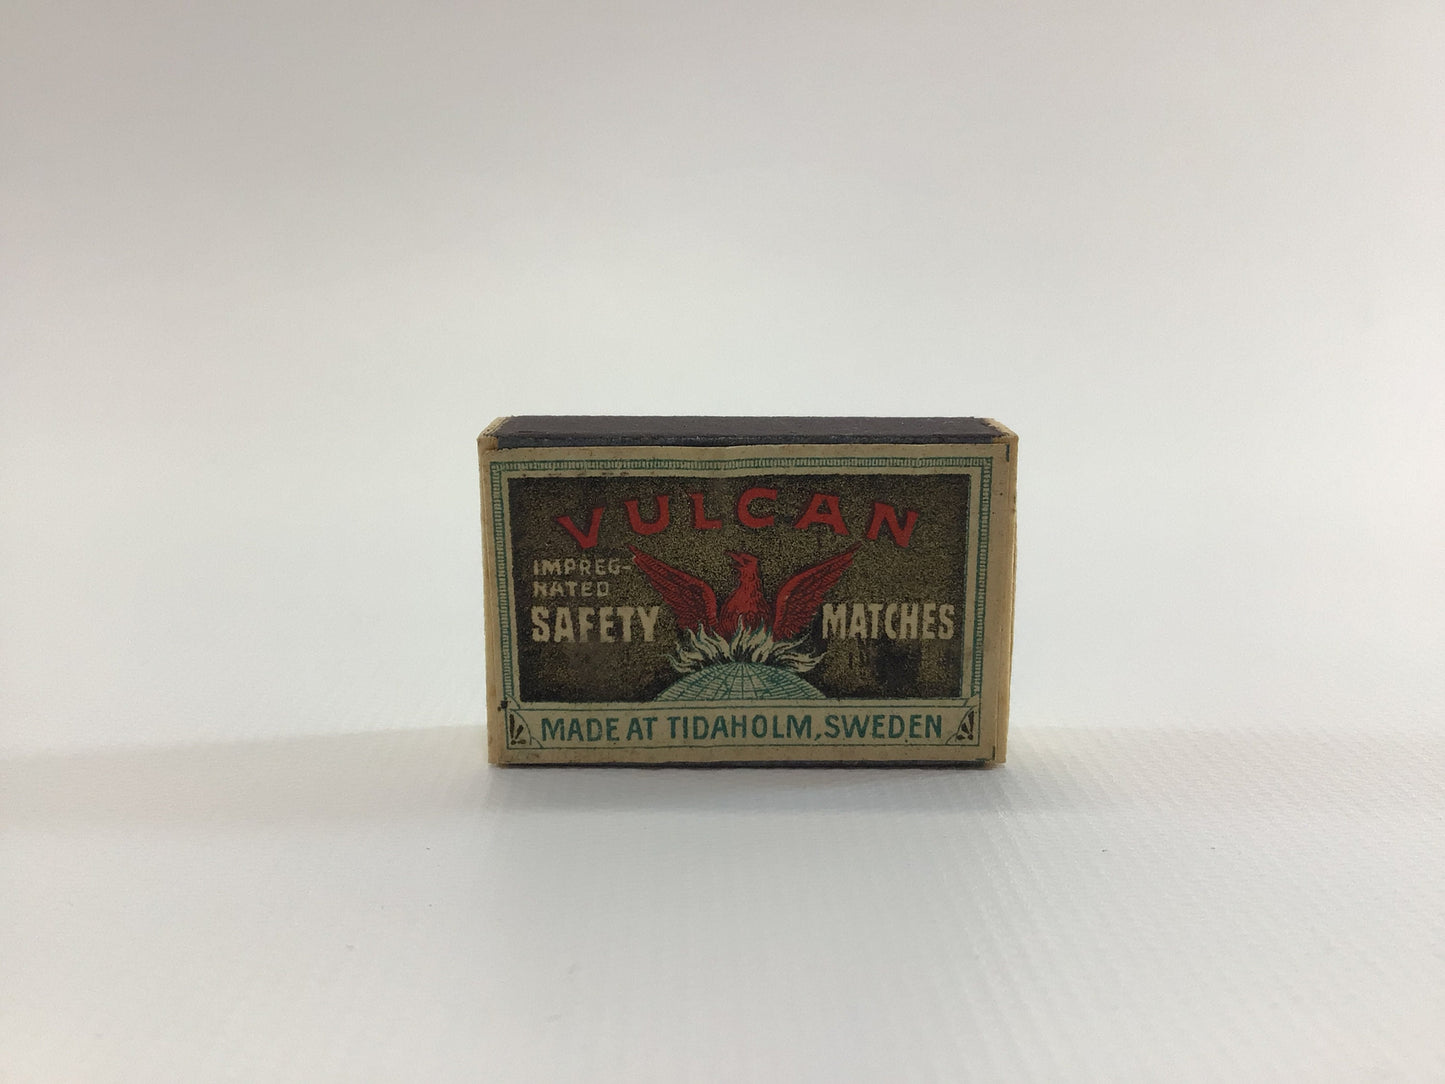 VULCAN
IMPREG-
NATED
SAFETY MATCHES
MADE AT TIDAHOLM, SWEDEN